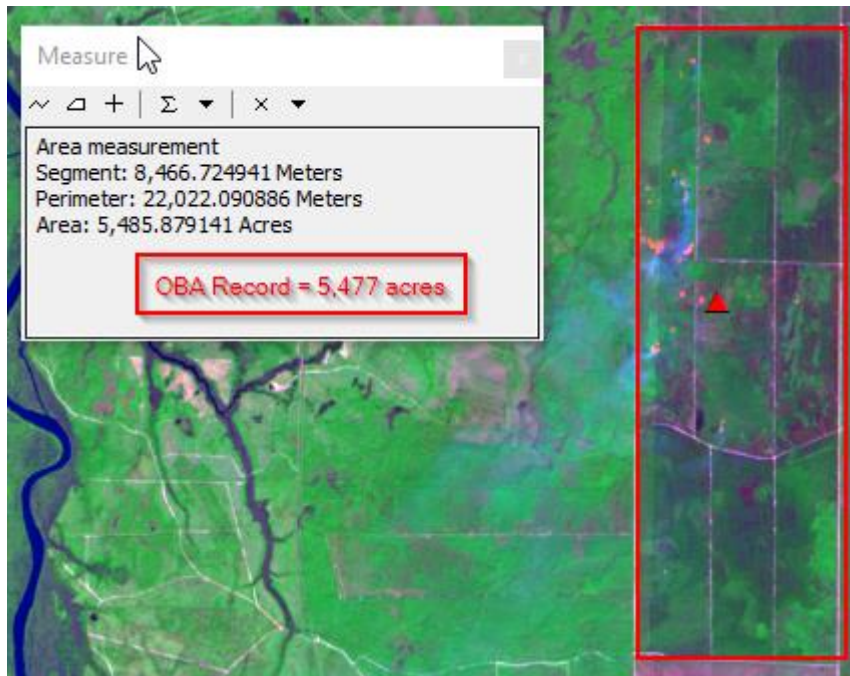 Measure
Σ
Area measurement
Segment: 8,466.724941 Meters
Perimeter: 22,022.090886 Meters
Area: 5,485.879141 Acres
OBA Record = 5,477 acres